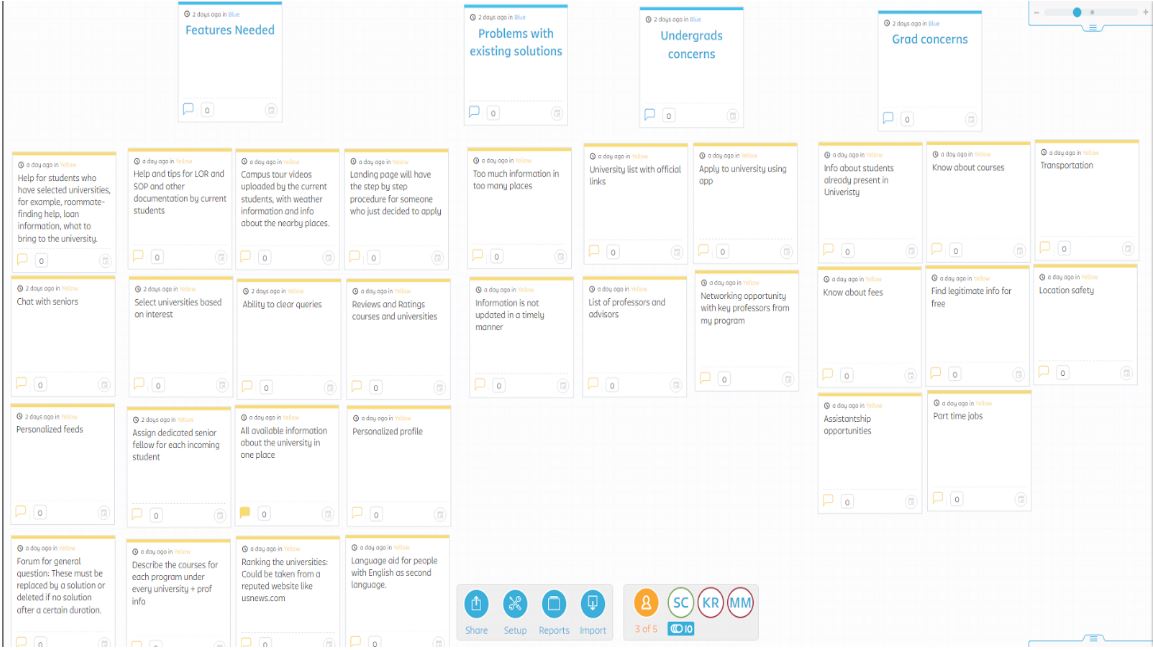 2 days ago in Blue
Features Needed
0
2 days ago in Blue
Problems with
existing solutions
0
2 days ago in Blue
Undergrads
concerns
0
2 days ago in Blue
Grad concerns
0
a day ago in Yellow
Help for students who
have selected universities,
for example, roommate-
finding help, loan
information, what to
bring to the university.
0
a day ago in Yellow
Help and tips for LOR and
SOP and other
documentation by current
students
0
a day ago in Yellow
Campus tour videos
uploaded by the current
students, with weather
information and info
about the nearby places.
0
a day ago in Yellow
Landing page will have
the step by step
procedure for someone
who just decided to apply
0
a day ago in Yellow
Too much information in
too many places
0
a day ago in Yellow
University list with official
links
0
a day ago in Yellow
Apply to university using
app
0
a day ago in Yellow
Info about students
already present in
Univeristy
0
a day ago in Yellow
Know about courses
0
a day ago in Yellow
Transportation
0
2 days ago in Yellow
Chat with seniors
0
2 days ago in Yellow
Select universities based
on interest
0
2 days ago in Yellow
Ability to clear queries
0
a day ago in Yellow
Reviews and Ratings
courses and universities
0
a day ago in Yellow
Information is not
updated in a timely
manner
0
a day ago in Yellow
List of professors and
advisors
0
a day ago in Yellow
Networking opportunity
with key professors from
my program
0
a day ago in Yellow
Know about fees
0
a day ago in Yellow
Find legitimate info for
free
0
a day ago in Yellow
Location safety
0
2 days ago in Yellow
Personalized feeds
0
2 days ago in Yellow
Assign dedicated senior
fellow for each incoming
student
0
a day ago in Yellow
All available information
about the university in
one place
0
a day ago in Yellow
Personalized profile
0
a day ago in Yellow
Assistantship
opportunities
0
a day ago in Yellow
Part time jobs
0
a day ago in Yellow
Forum for general
question: These must be
replaced by a solution or
deleted if no solution
after a certain duration.
0
a day ago in Yellow
Describe the courses for
each program under
every university + prof
info
0
a day ago in Yellow
Ranking the universities:
Could be taken from a
reputed website like
usnews.com
0
a day ago in Yellow
Language aid for people
with English as second
language.
0
Share
Setup
Reports
Import
3 of 5
SC
KR
MM
10